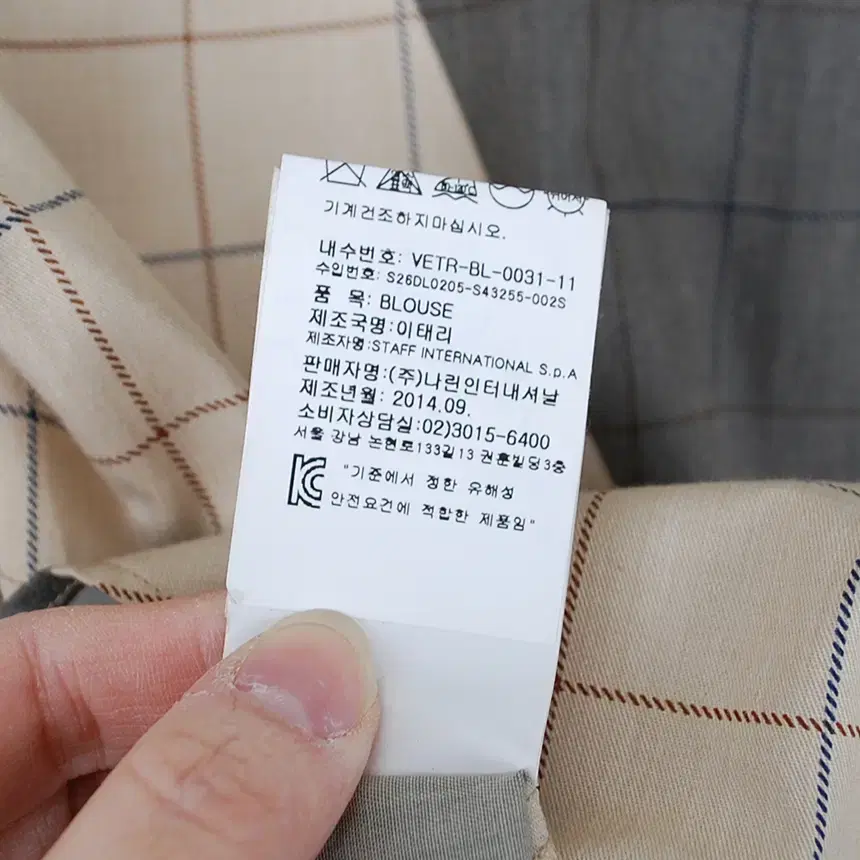 기계건조하지마십시오.
내수번호: VETR-BL-0031-11
수입번호: S26DL0205-S43255-002S
품 목: BLOUSE
제조국명:이태리
제조자명:STAFF INTERNATIONAL S.p.A
판매자명:(주)나린인터내셔날
제조년월: 2014.09.
소비자상담실:02)3015-6400
서울 강남 논현로133길13 권훈빌딩3층
KC "기준에서 정한 유해성
안전요건에 적합한 제품임"